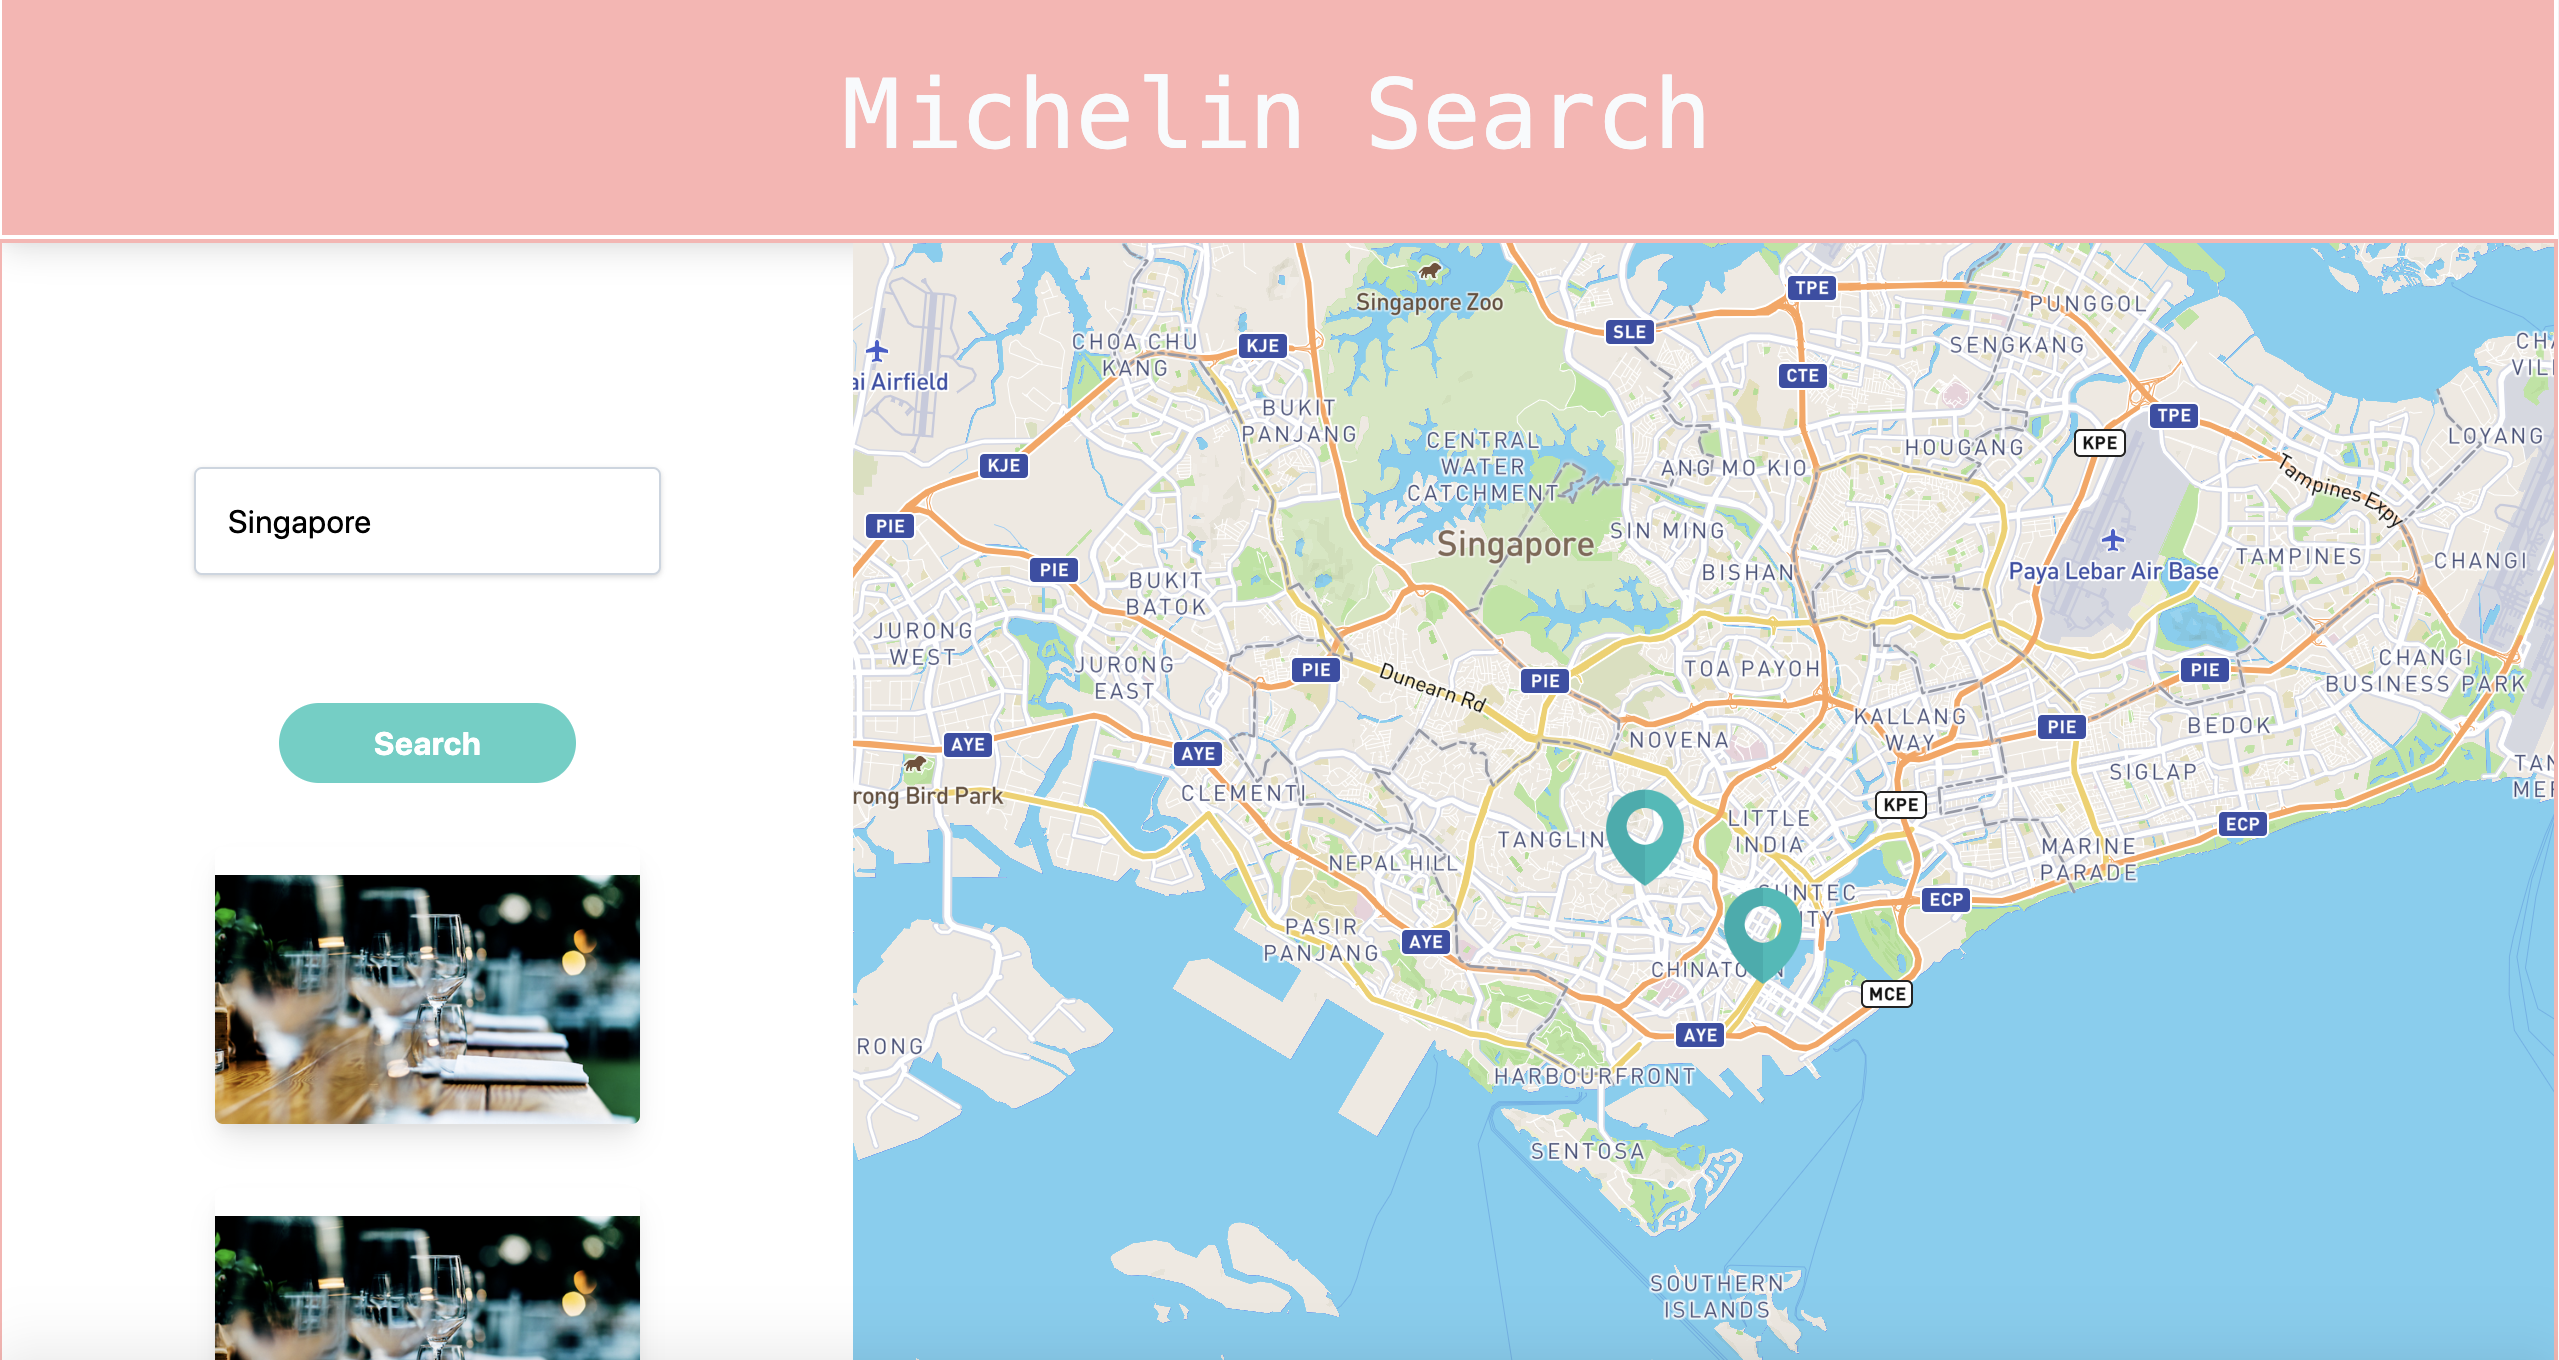 Michelin Search
Singapore
Search
Singapore Zoo
TPE
PUNGGOL
SLE
SENGKANG
CHOA CHU
KANG
KJE
CTE
ai Airfield
BUKIT
PANJANG
TPE
KPE
LOYANG
CENTRAL
WATER
CATCHMENT
HOUGANG
ANG MO KIO
KJE
Tampines Expy
PIE
SIN MING
Singapore
PIE
BISHAN
TAMPINES
CHANGI
Paya Lebar Air Base
BUKIT
BATOK
JURONG
WEST
JURONG
EAST
PIE
Dunearn Rd
PIE
TOA PAYOH
PIE
CHANGI
BUSINESS PARK
KALLANG
WAY
PIE
BEDOK
AYE
AYE
NOVENA
SIGLAP
rong Bird Park
CLEMENTI
KPE
LITTLE
INDIA
ECP
TANGLIN
MARINE
PARADE
NEPAL HILL
ECP
PASIR
PANJANG
AYE
MCE
AYE
RONG
HARBOURFRONT
SENTOSA
SOUTHERN
ISLANDS